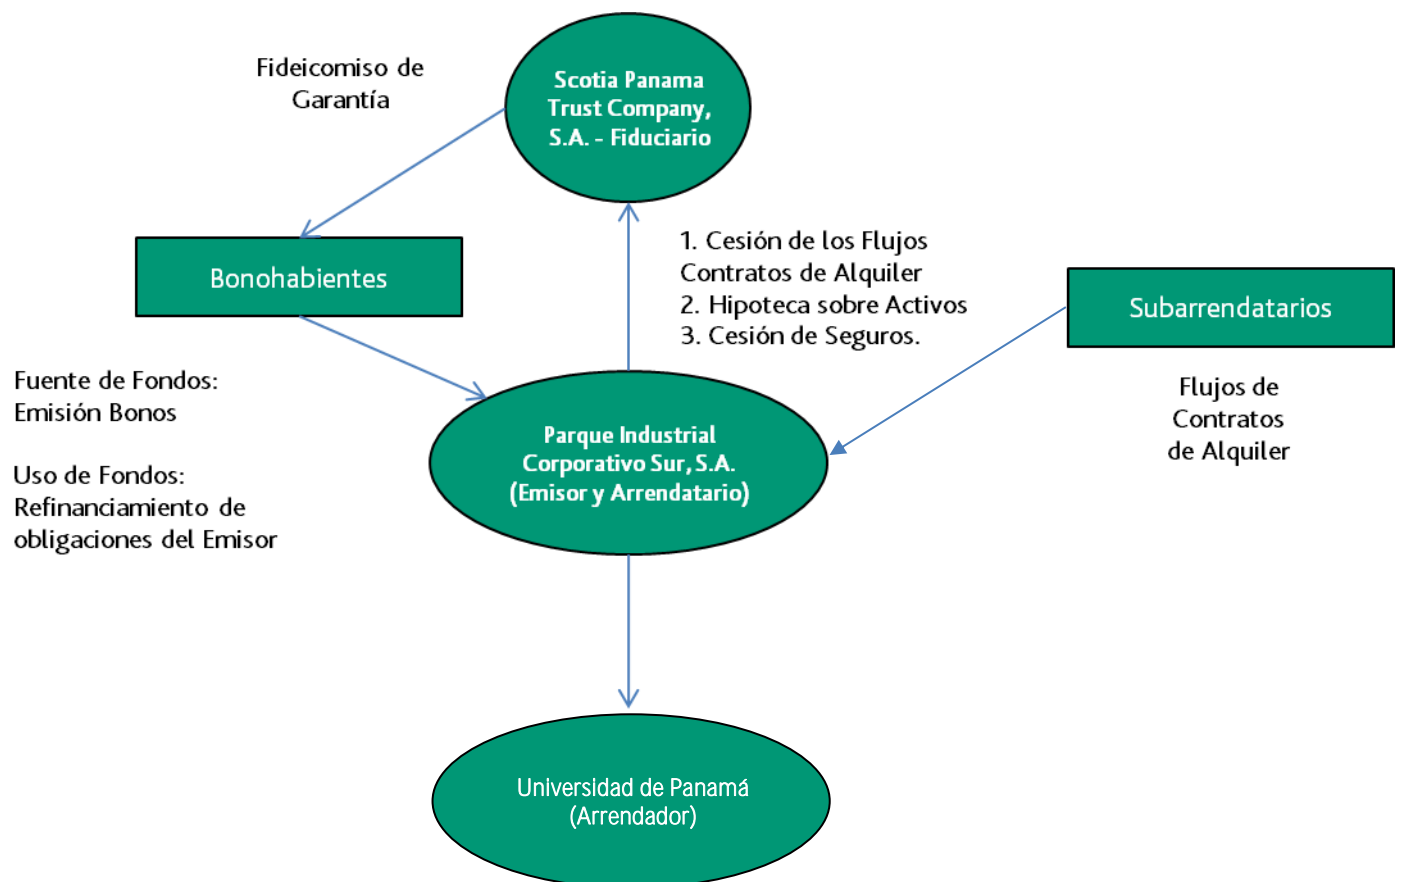 Fideicomiso de
Garantía
Scotia Panama
Trust Company,
S.A. - Fiduciario
Bonohabientes
1. Cesión de los Flujos
Contratos de Alquiler
2. Hipoteca sobre Activos
3. Cesión de Seguros.
Subarrendatarios
Fuente de Fondos:
Emisión Bonos
Uso de Fondos:
Refinanciamiento de
obligaciones del Emisor
Parque Industrial
Corporativo Sur, S.A.
(Emisor y Arrendatario)
Flujos de
Contratos
de Alquiler
Universidad de Panamá
(Arrendador)